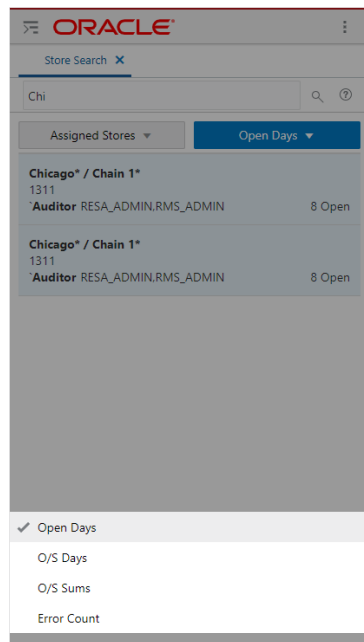 ORACLE
Store Search
Chi
Assigned Stores
Open Days
Chicago* / Chain 1*
1311
*Auditor RESA_ADMIN,RMS_ADMIN 8 Open
Chicago* / Chain 1*
1311
*Auditor RESA_ADMIN,RMS_ADMIN 8 Open
Open Days
O/S Days
O/S Sums
Error Count